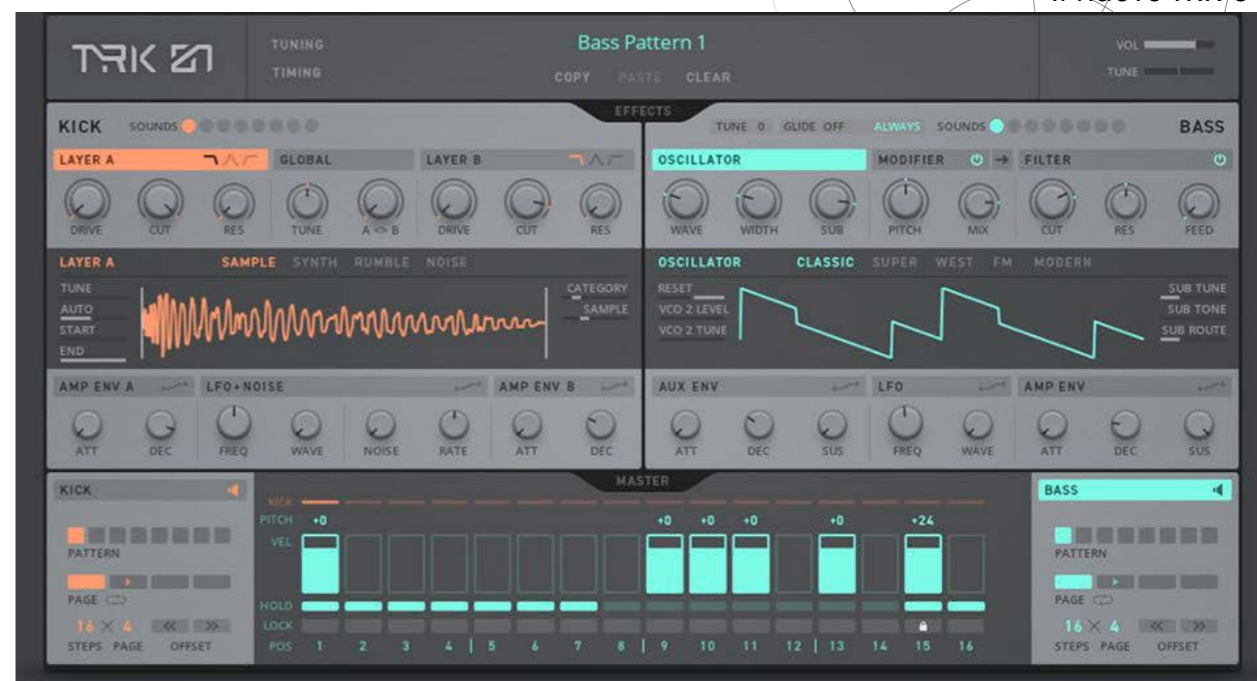 TRK 01
TUNING
TIMING
Bass Pattern 1
COPY PASTE CLEAR
VOL
TUNE
EFFECTS
KICK SOUNDS
TUNE 0 GLIDE OFF ALWAYS SOUNDS BASS
LAYER A GLOBAL LAYER B
OSCILLATOR MODIFIER FILTER
DRIVE CUT RES TUNE A <> B DRIVE CUT RES
WAVE WIDTH SUB PITCH MIX CUT RES FEED
LAYER A SAMPLE SYNTH RUMBLE NOISE
TUNE
AUTO
START
END
CATEGORY
SAMPLE
OSCILLATOR CLASSIC SUPER WEST FM MODERN
RESET
VCO 2 LEVEL
VCO 2 TUNE
SUB TUNE
SUB TONE
SUB ROUTE
AMP ENV A LFO+NOISE AMP ENV B
AUX ENV LFO AMP ENV
ATT DEC FREQ WAVE NOISE RATE ATT DEC
ATT DEC SUS FREQ WAVE ATT DEC SUS
MASTER
KICK
PATTERN
PAGE
16 × 4 << >>
STEPS PAGE OFFSET
KICK
PITCH +0 +0 +0 +0 +0 +24
VEL
HOLD
LOCK
POS 1 2 3 4 | 5 6 7 8 | 9 10 11 12 | 13 14 15 16
BASS
PATTERN
PAGE
16 × 4 << >>
STEPS PAGE OFFSET